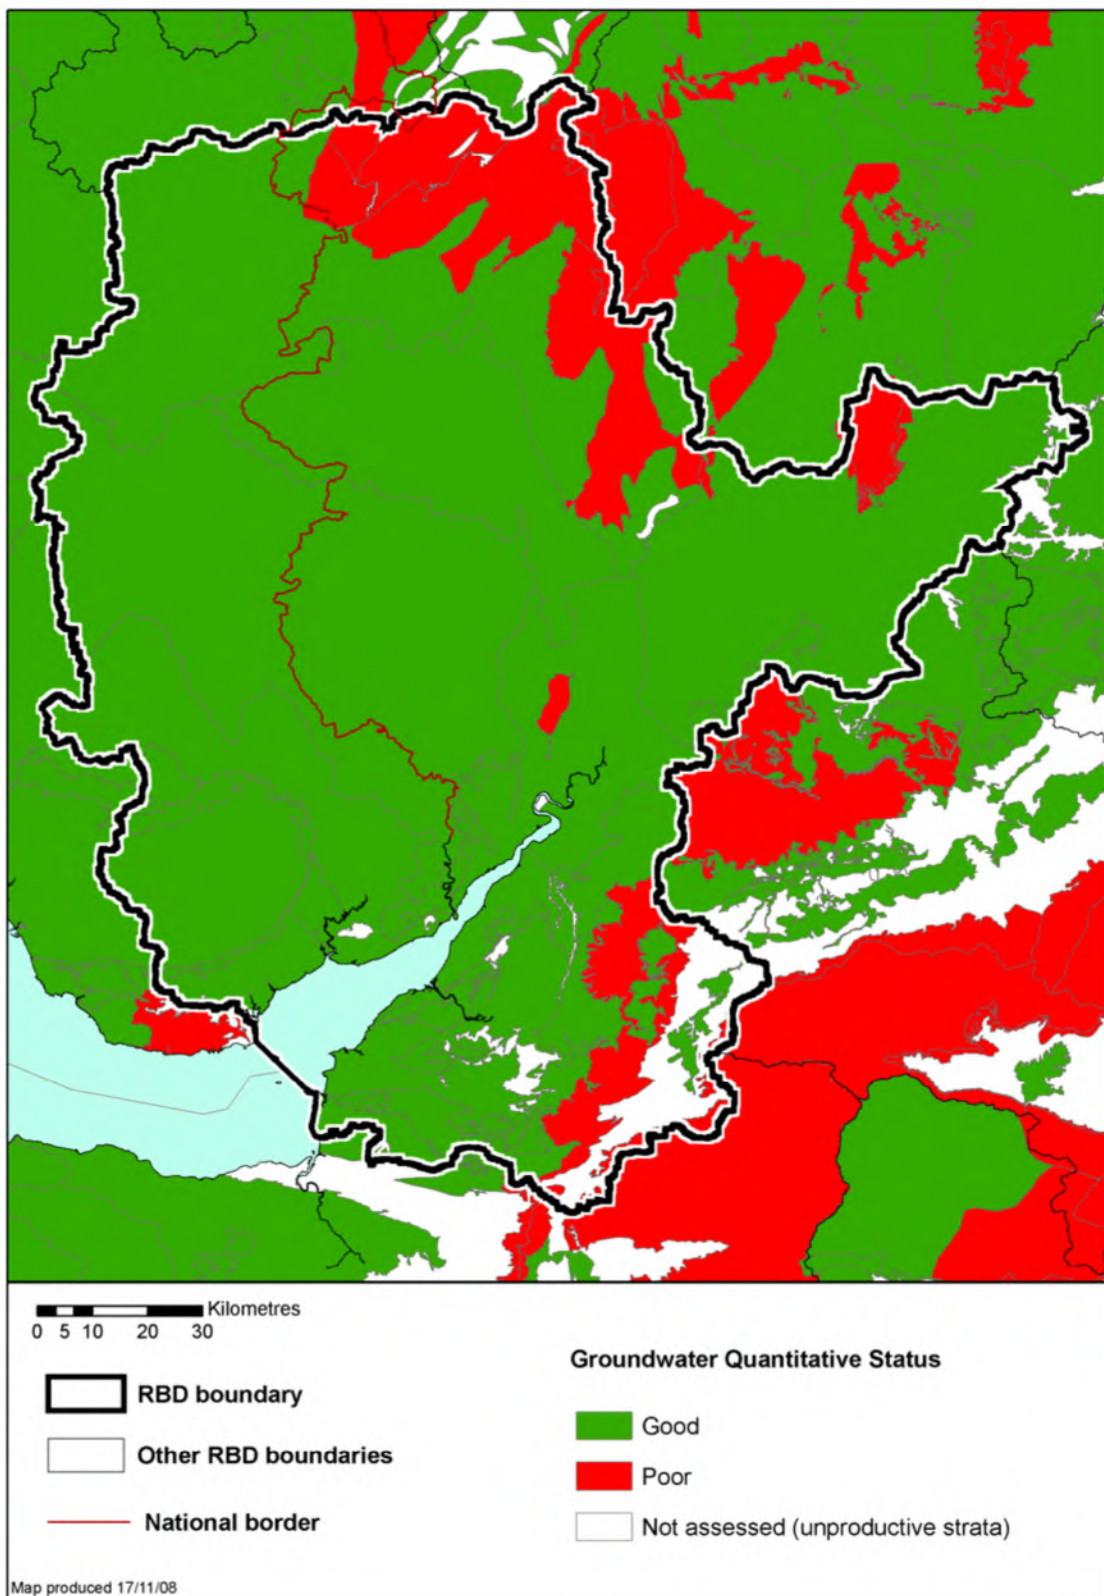 Kilometres
0 5 10 20 30
RBD boundary
Other RBD boundaries
National border
Groundwater Quantitative Status
Good
Poor
Not assessed (unproductive strata)
Map produced 17/11/08